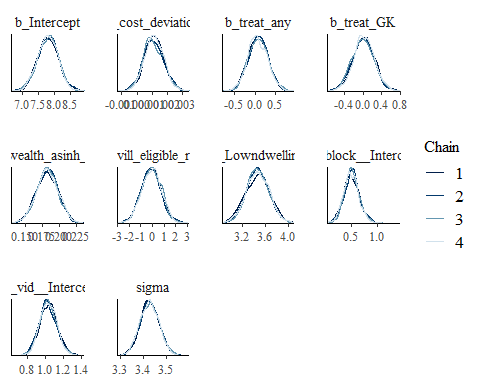 b_Intercept
_cost_deviatic
b_treat_any
b_treat_GK
7.0 7.5 8.0 8.5
-0.5 0.0 0.5
-0.4 0.0 0.4 0.8
wealth_asinh_
vill_eligible_r
_Lowndwellir
block__Interc
-3 -2 -1 0 1 2 3
3.2 3.6 4.0
0.5 1.0
_vid__Interce
sigma
0.8 1.0 1.2 1.4
3.3 3.4 3.5
Chain
1
2
3
4